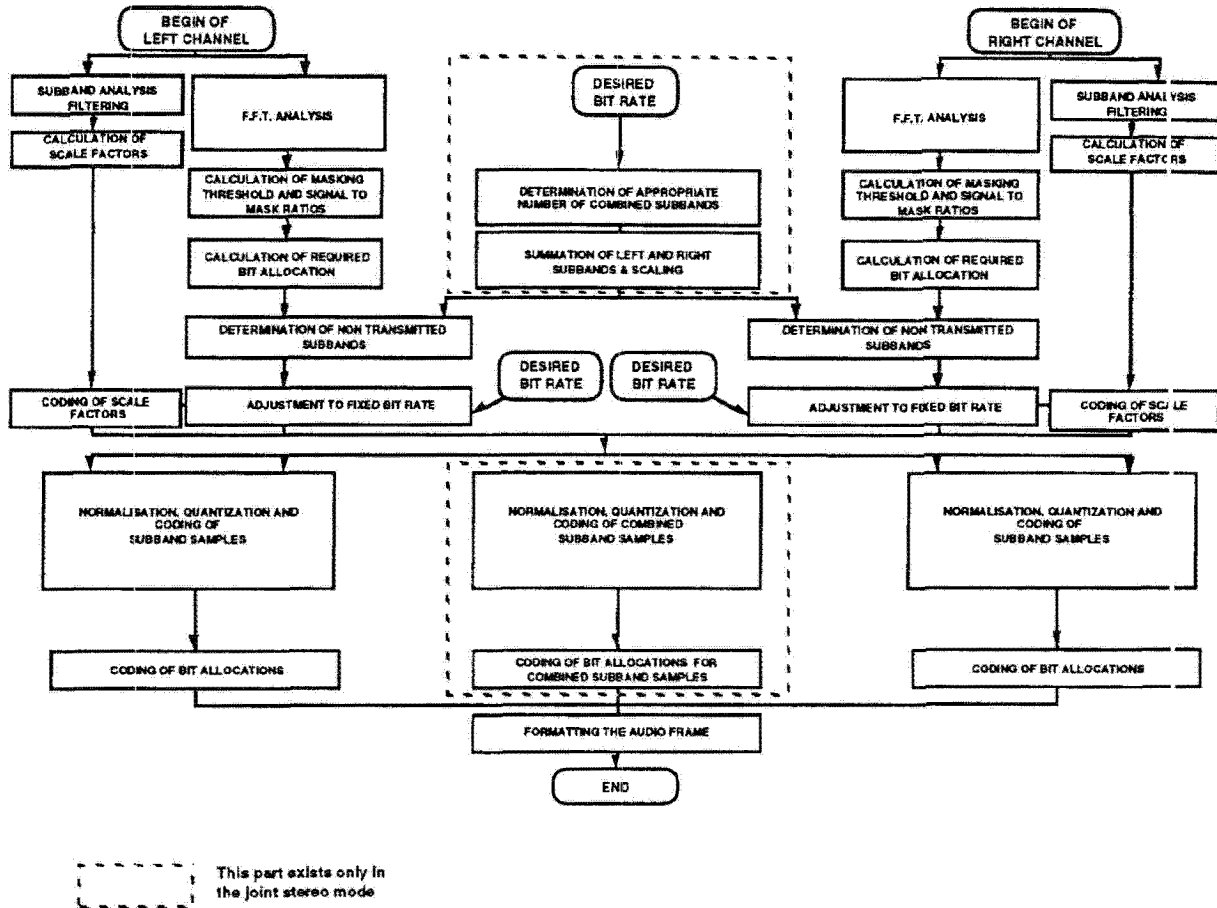 BEGIN OF
LEFT CHANNEL
BEGIN OF
RIGHT CHANNEL
SUBBAND ANALYSIS
FILTERING
F.F.T. ANALYSIS
DESIRED
BIT RATE
F.F.T. ANALYSIS
SUBBAND ANALYSIS
FILTERING
CALCULATION OF
SCALE FACTORS
CALCULATION OF
SCALE FACTORS
CALCULATION OF MASKING
THRESHOLD AND SIGNAL TO
MASK RATIOS
DETERMINATION OF APPROPRIATE
NUMBER OF COMBINED SUBBANDS
CALCULATION OF MASKING
THRESHOLD AND SIGNAL TO
MASK RATIOS
CALCULATION OF REQUIRED
BIT ALLOCATION
SUMMATION OF LEFT AND RIGHT
SUBBANDS & SCALING
CALCULATION OF REQUIRED
BIT ALLOCATION
DETERMINATION OF NON TRANSMITTED
SUBBANDS
DETERMINATION OF NON TRANSMITTED
SUBBANDS
DESIRED
BIT RATE
DESIRED
BIT RATE
CODING OF SCALE
FACTORS
ADJUSTMENT TO FIXED BIT RATE
ADJUSTMENT TO FIXED BIT RATE
CODING OF SCALE
FACTORS
NORMALISATION, QUANTIZATION AND
CODING OF
SUBBAND SAMPLES
NORMALISATION, QUANTIZATION AND
CODING OF COMBINED
SUBBAND SAMPLES
NORMALISATION, QUANTIZATION AND
CODING OF
SUBBAND SAMPLES
CODING OF BIT ALLOCATIONS
CODING OF BIT ALLOCATIONS FOR
COMBINED SUBBAND SAMPLES
CODING OF BIT ALLOCATIONS
FORMATTING THE AUDIO FRAME
END
This part exists only in
the joint stereo mode